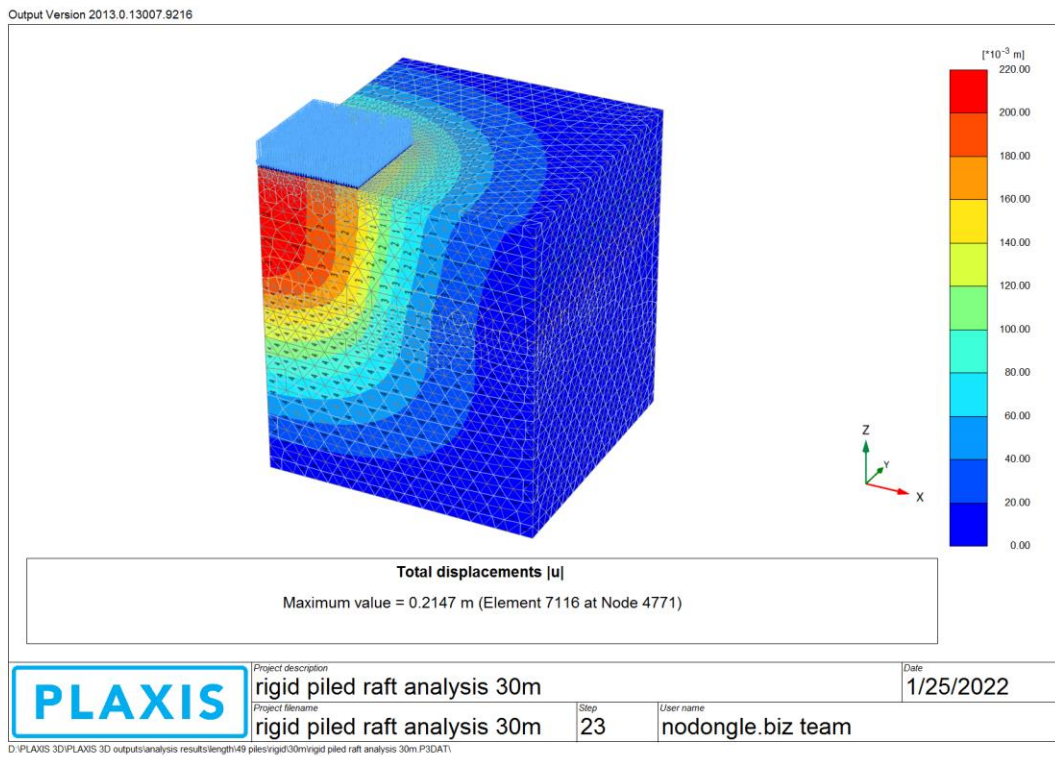 Output Version 2013.0.13007.9216
[*10⁻³ m]
220.00
200.00
180.00
160.00
140.00
120.00
100.00
80.00
60.00
40.00
20.00
0.00
Z
Y
X
Total displacements |u|
Maximum value = 0.2147 m (Element 7116 at Node 4771)
PLAXIS
Project description
rigid piled raft analysis 30m
Date
1/25/2022
Project filename
rigid piled raft analysis 30m
Step
23
User name
nodongle.biz team
D:\PLAXIS 3D\PLAXIS 3D outputs\analysis results\length\49 piles\rigid\30m\rigid piled raft analysis 30m.P3DAT\